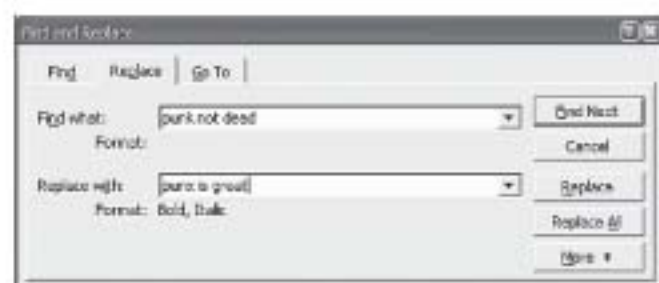 Find and Replace
Find Replace Go To
Find what: punk not dead Find Next
Format: Cancel
Replace with: punx is great Replace
Format: Bold, Italic Replace All
More